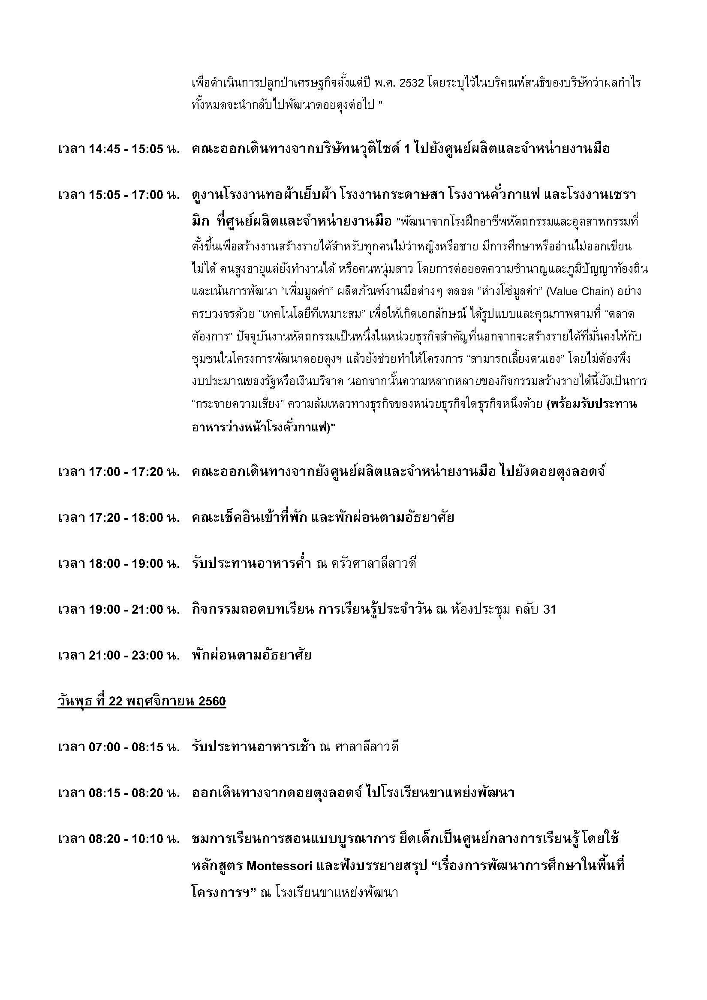 เพื่อดำเนินการปลูกป่าเศรษฐกิจตั้งแต่ปี พ.ศ. 2532 โดยระบุไว้ในบริคณห์สนธิของบริษัทว่าผลกำไร
ทั้งหมดจะนำกลับไปพัฒนาดอยตุงต่อไป "
เวลา 14:45 - 15:05 น. คณะออกเดินทางจากบริษัทนวุติไซด์ 1 ไปยังศูนย์ผลิตและจำหน่ายงานมือ
เวลา 15:05 - 17:00 น. ดูงานโรงงานทอผ้าเย็บผ้า โรงงานกระดาษสา โรงงานคั่วกาแฟ และโรงงานเซรา
มิก ที่ศูนย์ผลิตและจำหน่ายงานมือ "พัฒนาจากโรงฝึกอาชีพหัตถกรรมและอุตสาหกรรมที่
ตั้งขึ้นเพื่อสร้างงานสร้างรายได้สำหรับทุกคนไม่ว่าหญิงหรือชาย มีการศึกษาหรืออ่านไม่ออกเขียน
ไม่ได้ คนสูงอายุแต่ยังทำงานได้ หรือคนหนุ่มสาว โดยการต่อยอดความชำนาญและภูมิปัญญาท้องถิ่น
และเน้นการพัฒนา “เพิ่มมูลค่า” ผลิตภัณฑ์งานมือต่างๆ ตลอด “ห่วงโซ่มูลค่า” (Value Chain) อย่าง
ครบวงจรด้วย “เทคโนโลยีที่เหมาะสม” เพื่อให้เกิดเอกลักษณ์ ได้รูปแบบและคุณภาพตามที่ “ตลาด
ต้องการ” ปัจจุบันงานหัตถกรรมเป็นหนึ่งในหน่วยธุรกิจสำคัญที่นอกจากจะสร้างรายได้ที่มั่นคงให้กับ
ชุมชนในโครงการพัฒนาดอยตุงฯ แล้วยังช่วยทำให้โครงการ “สามารถเลี้ยงตนเอง” โดยไม่ต้องพึ่ง
งบประมาณของรัฐหรือเงินบริจาค นอกจากนั้นความหลากหลายของกิจกรรมสร้างรายได้นี้ยังเป็นการ
“กระจายความเสี่ยง” ความล้มเหลวทางธุรกิจของหน่วยธุรกิจใดธุรกิจหนึ่งด้วย (พร้อมรับประทาน
อาหารว่างหน้าโรงคั่วกาแฟ)"
เวลา 17:00 - 17:20 น. คณะออกเดินทางจากยังศูนย์ผลิตและจำหน่ายงานมือ ไปยังดอยตุงลอดจ์
เวลา 17:20 - 18:00 น. คณะเช็คอินเข้าที่พัก และพักผ่อนตามอัธยาศัย
เวลา 18:00 - 19:00 น. รับประทานอาหารค่ำ ณ ครัวศาลาลีลาวดี
เวลา 19:00 - 21:00 น. กิจกรรมถอดบทเรียน การเรียนรู้ประจำวัน ณ ห้องประชุม คลับ 31
เวลา 21:00 - 23:00 น. พักผ่อนตามอัธยาศัย
วันพุธ ที่ 22 พฤศจิกายน 2560
เวลา 07:00 - 08:15 น. รับประทานอาหารเช้า ณ ศาลาลีลาวดี
เวลา 08:15 - 08:20 น. ออกเดินทางจากดอยตุงลอดจ์ ไปโรงเรียนขาแหย่งพัฒนา
เวลา 08:20 - 10:10 น. ชมการเรียนการสอนแบบบูรณาการ ยึดเด็กเป็นศูนย์กลางการเรียนรู้ โดยใช้
หลักสูตร Montessori และฟังบรรยายสรุป “เรื่องการพัฒนาการศึกษาในพื้นที่
โครงการฯ” ณ โรงเรียนขาแหย่งพัฒนา